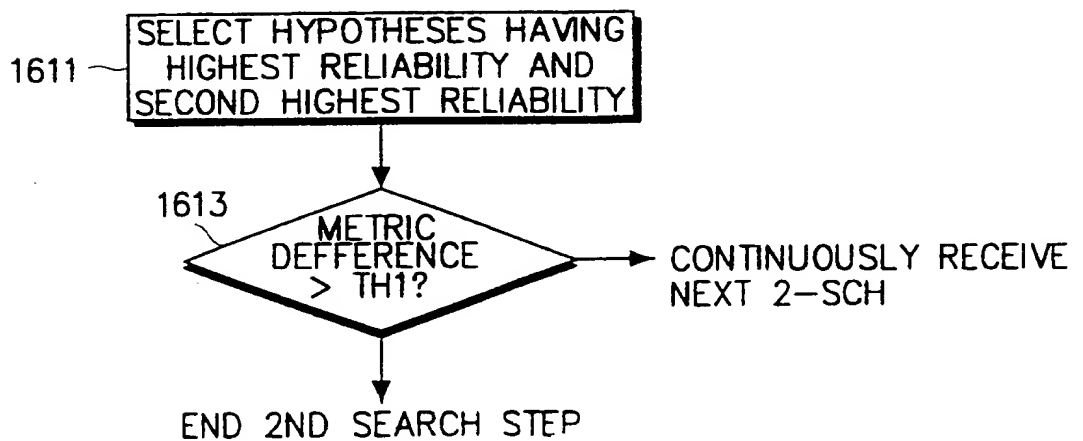 SELECT HYPOTHESES HAVING
HIGHEST RELIABILITY AND
SECOND HIGHEST RELIABILITY
1611
1613
METRIC
DEFFERENCE
> TH1?
CONTINUOUSLY RECEIVE
NEXT 2-SCH
END 2ND SEARCH STEP